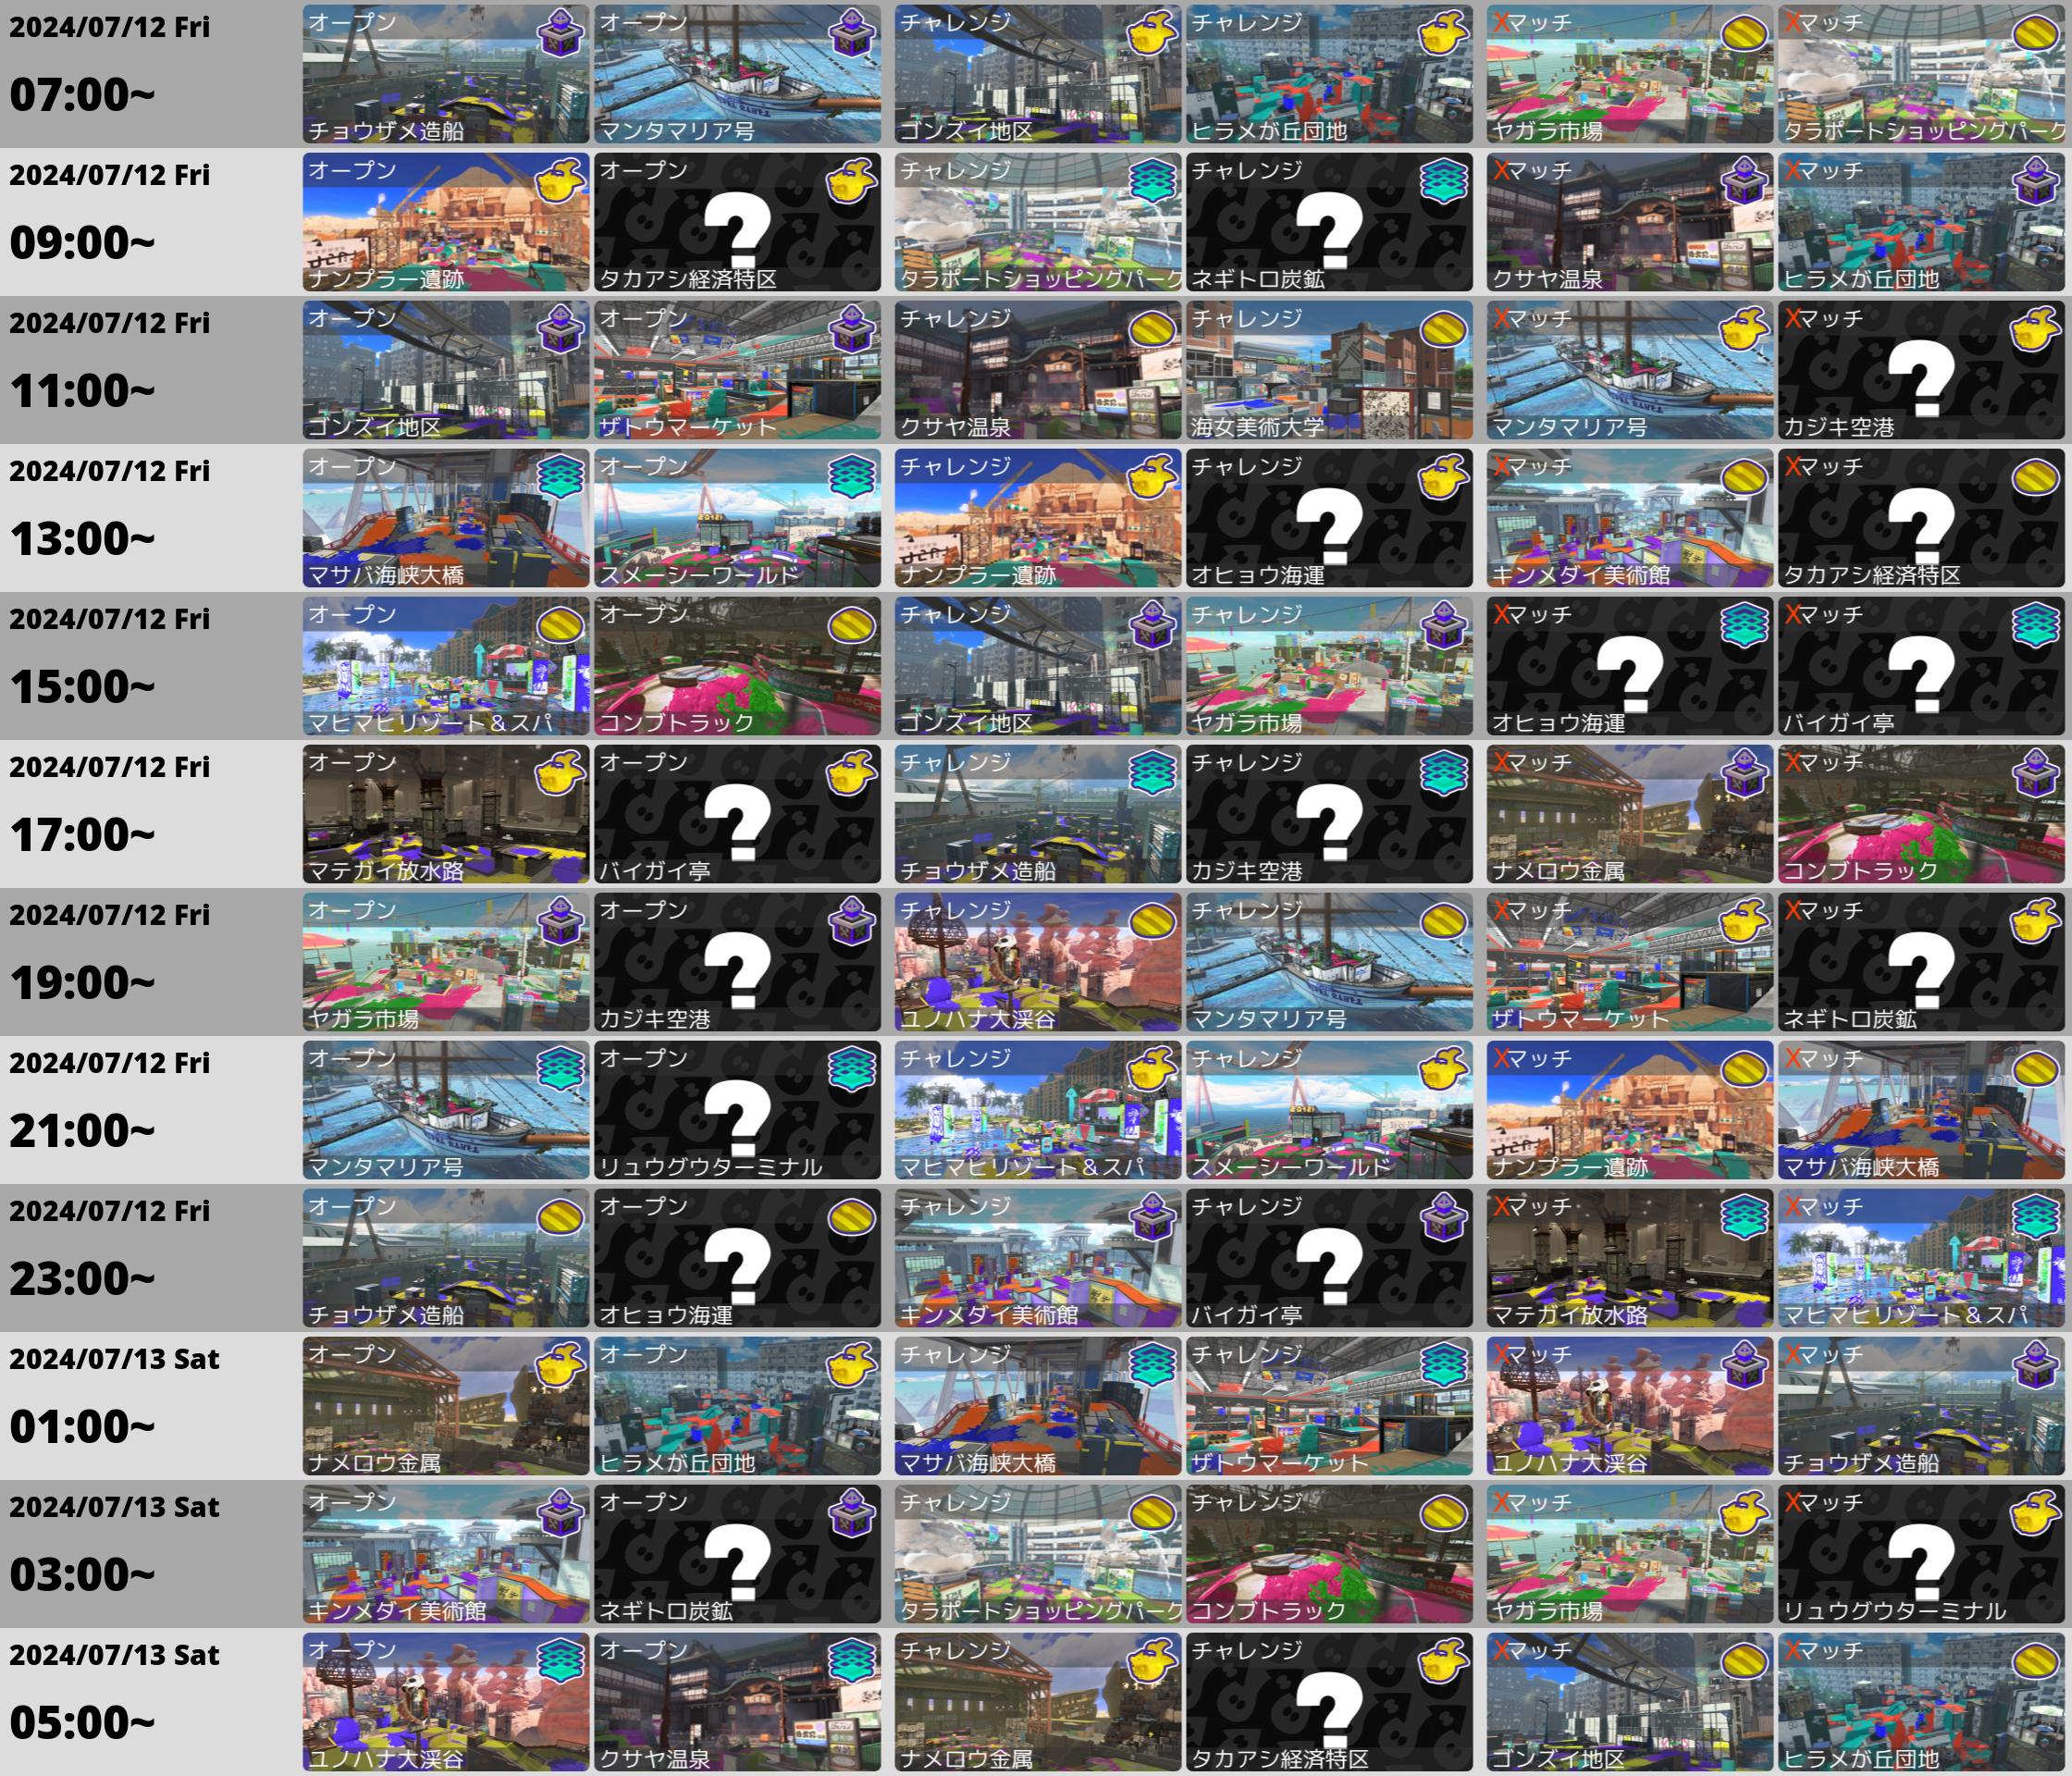 2024/07/12 Fri
07:00~
オープン オープン チャレンジ チャレンジ Xマッチ Xマッチ
チョウザメ造船 マンタマリア号 ゴンズイ地区 ヒラメが丘団地 ヤガラ市場 タラポートショッピングパーク
2024/07/12 Fri
09:00~
オープン オープン チャレンジ チャレンジ Xマッチ Xマッチ
? ?
ナンプラー遺跡 タカアシ経済特区 タラポートショッピングパーク ネギトロ炭鉱 クサヤ温泉 ヒラメが丘団地
2024/07/12 Fri
11:00~
オープン オープン チャレンジ チャレンジ Xマッチ Xマッチ
?
ゴンズイ地区 ザトウマーケット クサヤ温泉 海女美術大学 マンタマリア号 カジキ空港
2024/07/12 Fri
13:00~
オープン オープン チャレンジ チャレンジ Xマッチ Xマッチ
? ?
マサバ海峡大橋 スメーシーワールド ナンプラー遺跡 オヒョウ海運 キンメダイ美術館 タカアシ経済特区
2024/07/12 Fri
15:00~
オープン オープン チャレンジ チャレンジ Xマッチ Xマッチ
? ?
マヒマヒリゾート＆スパ コンブトラック ゴンズイ地区 ヤガラ市場 オヒョウ海運 バイガイ亭
2024/07/12 Fri
17:00~
オープン オープン チャレンジ チャレンジ Xマッチ Xマッチ
? ?
マテガイ放水路 バイガイ亭 チョウザメ造船 カジキ空港 ナメロウ金属 コンブトラック
2024/07/12 Fri
19:00~
オープン オープン チャレンジ チャレンジ Xマッチ Xマッチ
? ?
ヤガラ市場 カジキ空港 ユノハナ大渓谷 マンタマリア号 ザトウマーケット ネギトロ炭鉱
2024/07/12 Fri
21:00~
オープン オープン チャレンジ チャレンジ Xマッチ Xマッチ
?
マンタマリア号 リュウグウターミナル マヒマヒリゾート＆スパ スメーシーワールド ナンプラー遺跡 マサバ海峡大橋
2024/07/12 Fri
23:00~
オープン オープン チャレンジ チャレンジ Xマッチ Xマッチ
? ?
チョウザメ造船 オヒョウ海運 キンメダイ美術館 バイガイ亭 マテガイ放水路 マヒマヒリゾート＆スパ
2024/07/13 Sat
01:00~
オープン オープン チャレンジ チャレンジ Xマッチ Xマッチ
ナメロウ金属 ヒラメが丘団地 マサバ海峡大橋 ザトウマーケット ユノハナ大渓谷 チョウザメ造船
2024/07/13 Sat
03:00~
オープン オープン チャレンジ チャレンジ Xマッチ Xマッチ
? ?
キンメダイ美術館 ネギトロ炭鉱 タラポートショッピングパーク コンブトラック ヤガラ市場 リュウグウターミナル
2024/07/13 Sat
05:00~
オープン オープン チャレンジ チャレンジ Xマッチ Xマッチ
?
ユノハナ大渓谷 クサヤ温泉 ナメロウ金属 タカアシ経済特区 ゴンズイ地区 ヒラメが丘団地